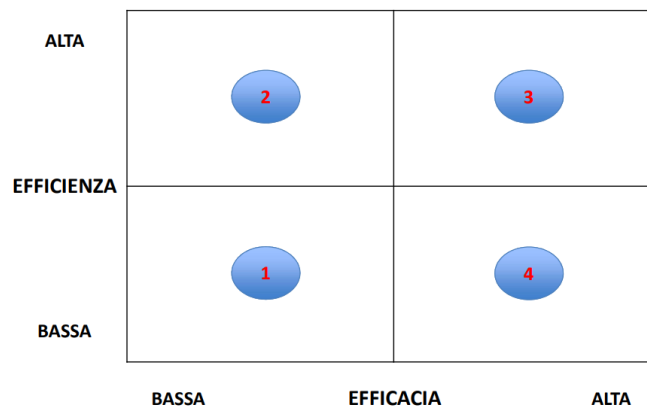 ALTA
2 3
EFFICIENZA
1 4
BASSA
BASSA EFFICACIA ALTA